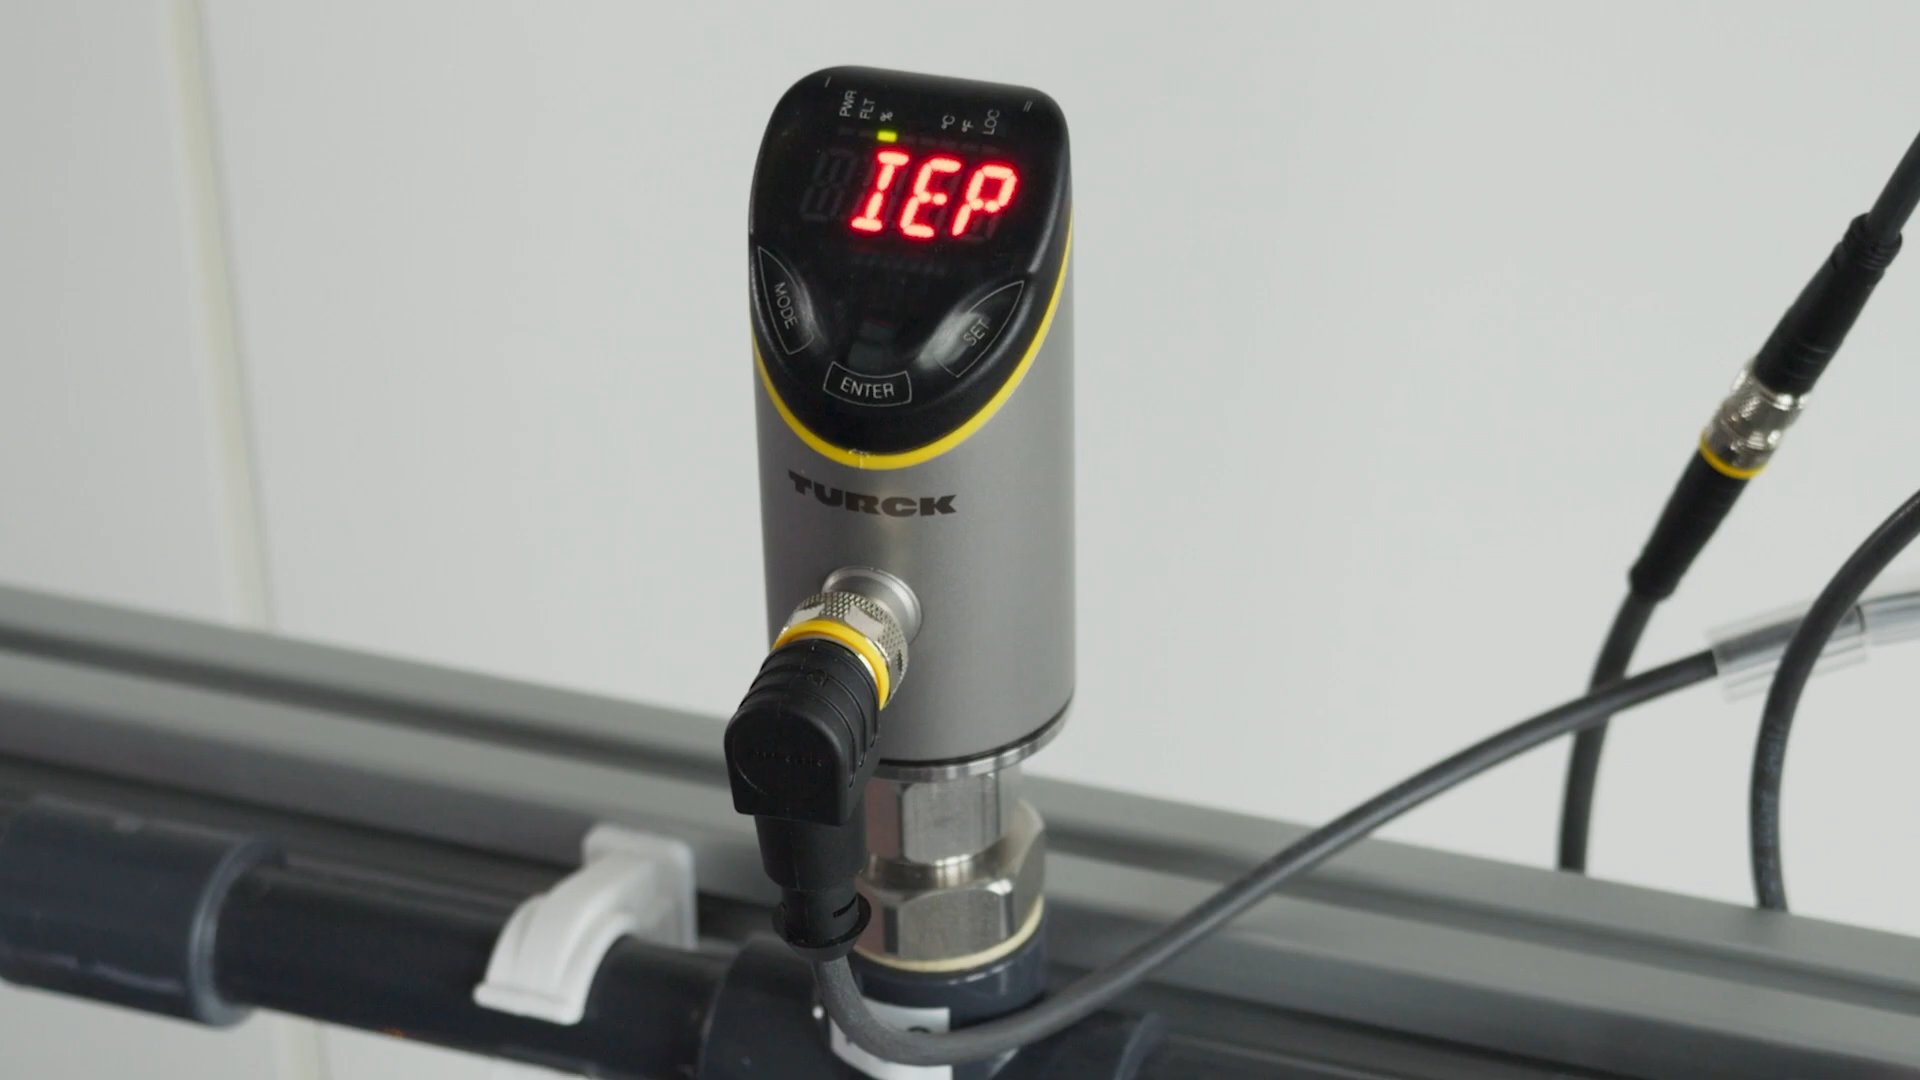 PWR FLT % °C °F LOC
IEP
MODE
SET
ENTER
TURCK